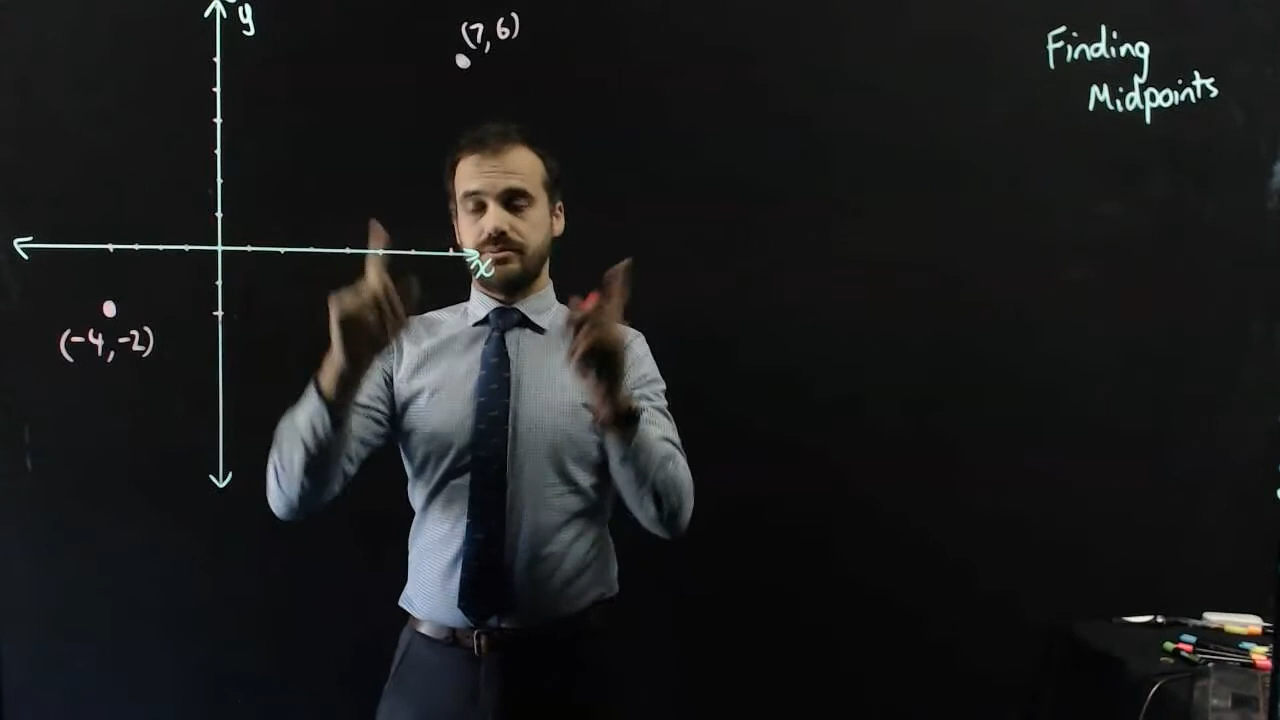 y
(7,6)
Finding
Midpoints
x
(-4,-2)